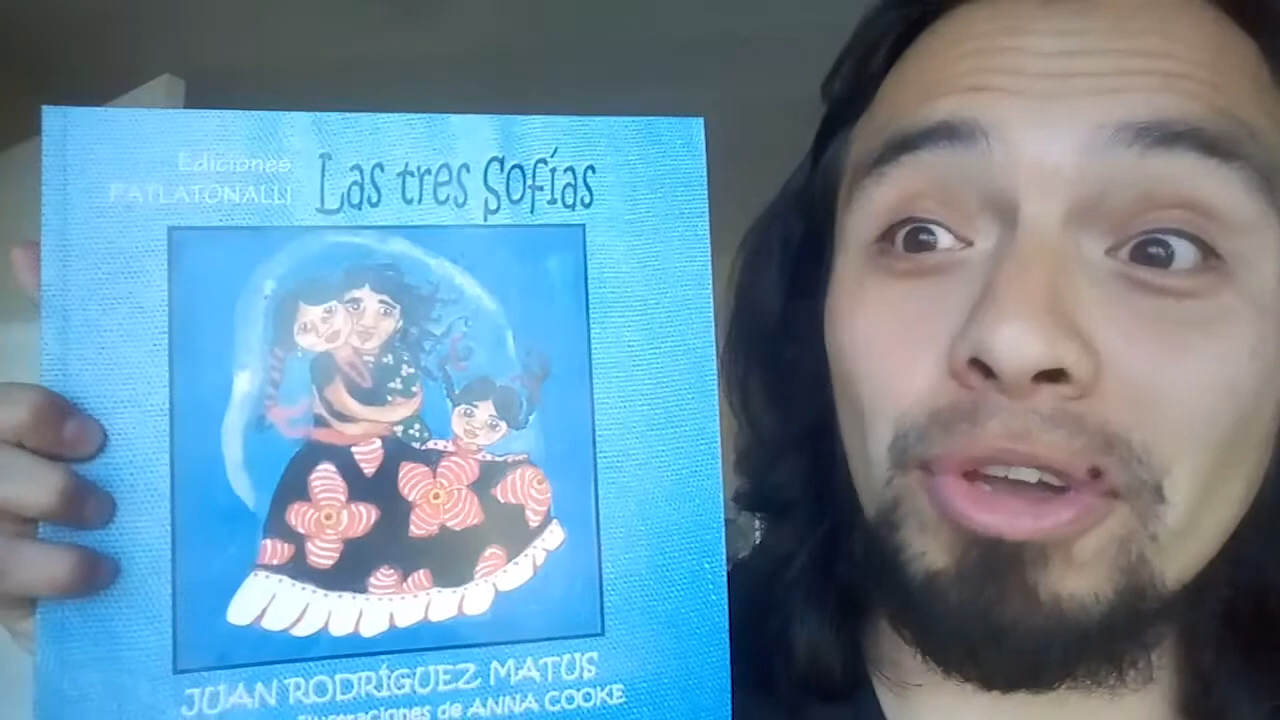 Ediciones
PATLATONALLI
Las tres Sofías
JUAN RODRÍGUEZ MATUS
Ilustraciones de ANNA COOKE